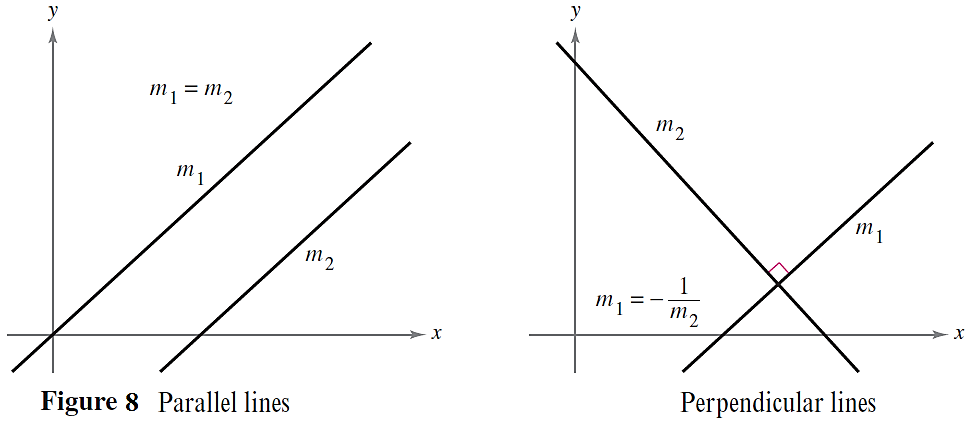 y
m₁ = m₂
m₁
m₂
x
Figure 8 Parallel lines
y
m₂
m₁
m₁ = −1/m₂
x
Perpendicular lines